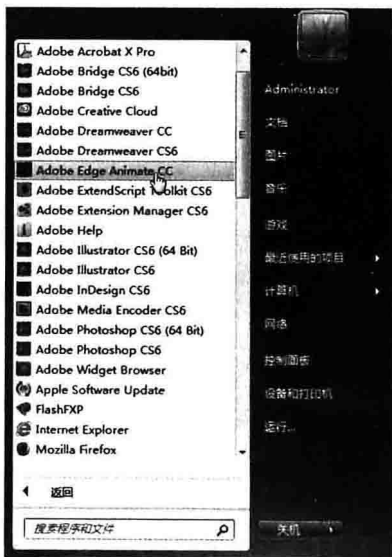 Adobe Acrobat X Pro
Adobe Bridge CS6 (64bit)
Adobe Bridge CS6
Adobe Creative Cloud
Adobe Dreamweaver CC
Adobe Dreamweaver CS6
Adobe Edge Animate CC
Adobe ExtendScript Toolkit CS6
Adobe Extension Manager CS6
Adobe Help
Adobe Illustrator CS6 (64 Bit)
Adobe Illustrator CS6
Adobe InDesign CS6
Adobe Media Encoder CS6
Adobe Photoshop CS6 (64 Bit)
Adobe Photoshop CS6
Adobe Widget Browser
Apple Software Update
FlashFXP
Internet Explorer
Mozilla Firefox
返回
搜索程序和文件
Administrator
文档
图片
音乐
游戏
最近使用的项目
计算机
网络
控制面板
设备和打印机
运行...
关机